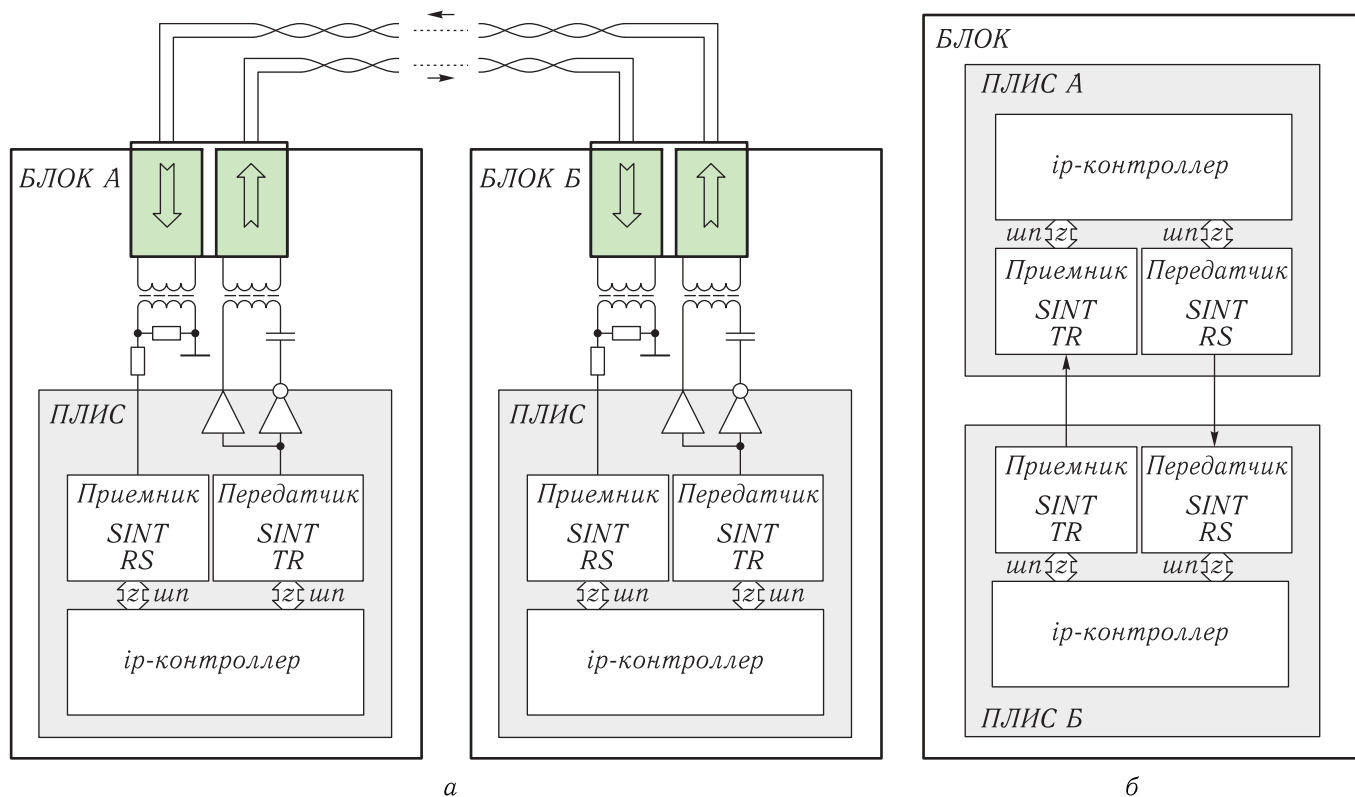 БЛОК А
ПЛИС
Приемник
SINT
RS
Передатчик
SINT
TR
z шп
z шп
ip-контроллер
БЛОК Б
ПЛИС
Приемник
SINT
RS
Передатчик
SINT
TR
z шп
z шп
ip-контроллер
а
БЛОК
ПЛИС А
ip-контроллер
шп z
шп z
Приемник
SINT
TR
Передатчик
SINT
RS
Приемник
SINT
TR
Передатчик
SINT
RS
шп z
шп z
ip-контроллер
ПЛИС Б
б